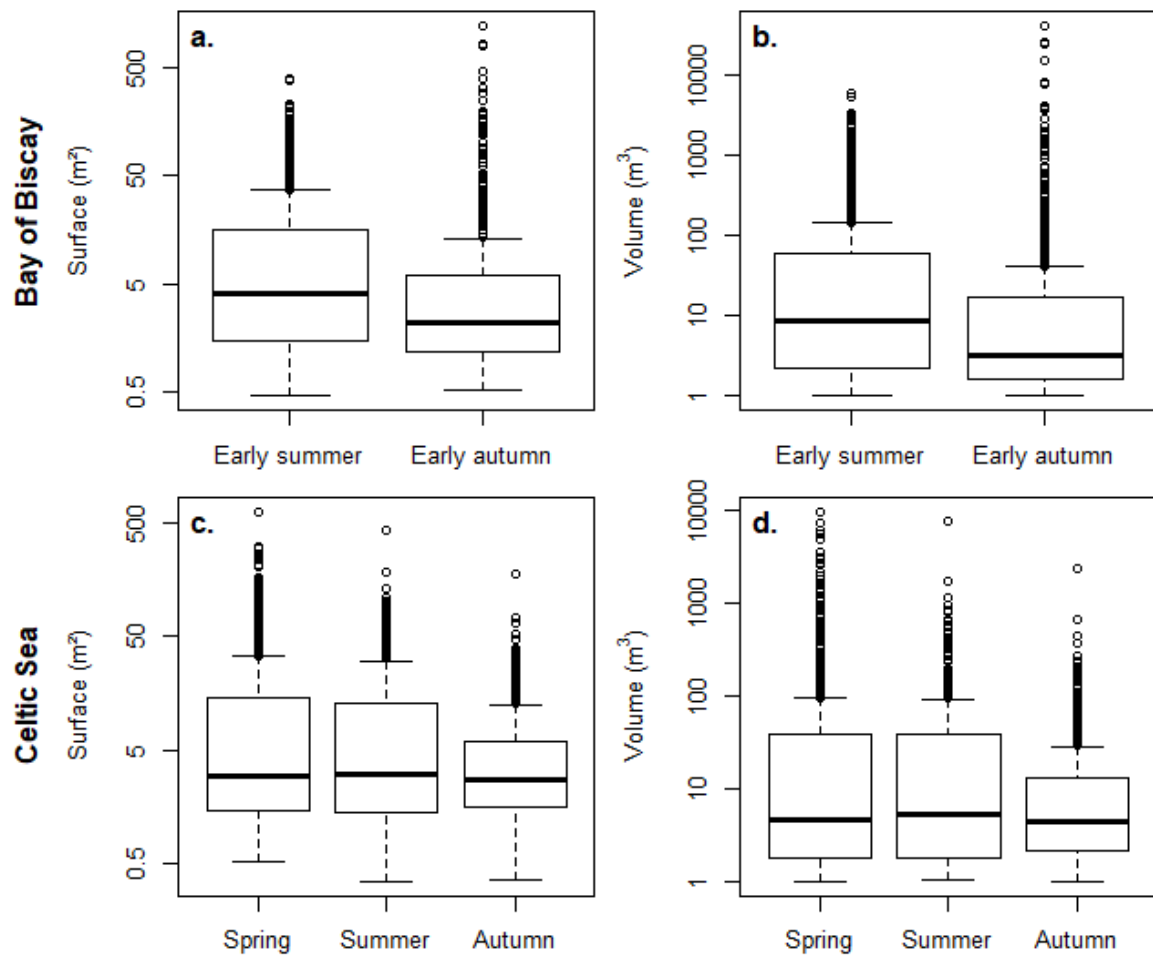 Bay of Biscay
a.
Surface (m²)
500
50
5
0.5
Early summer
Early autumn
b.
Volume (m³)
10000
1000
100
10
1
Early summer
Early autumn
Celtic Sea
c.
Surface (m²)
500
50
5
0.5
Spring
Summer
Autumn
d.
Volume (m³)
10000
1000
100
10
1
Spring
Summer
Autumn